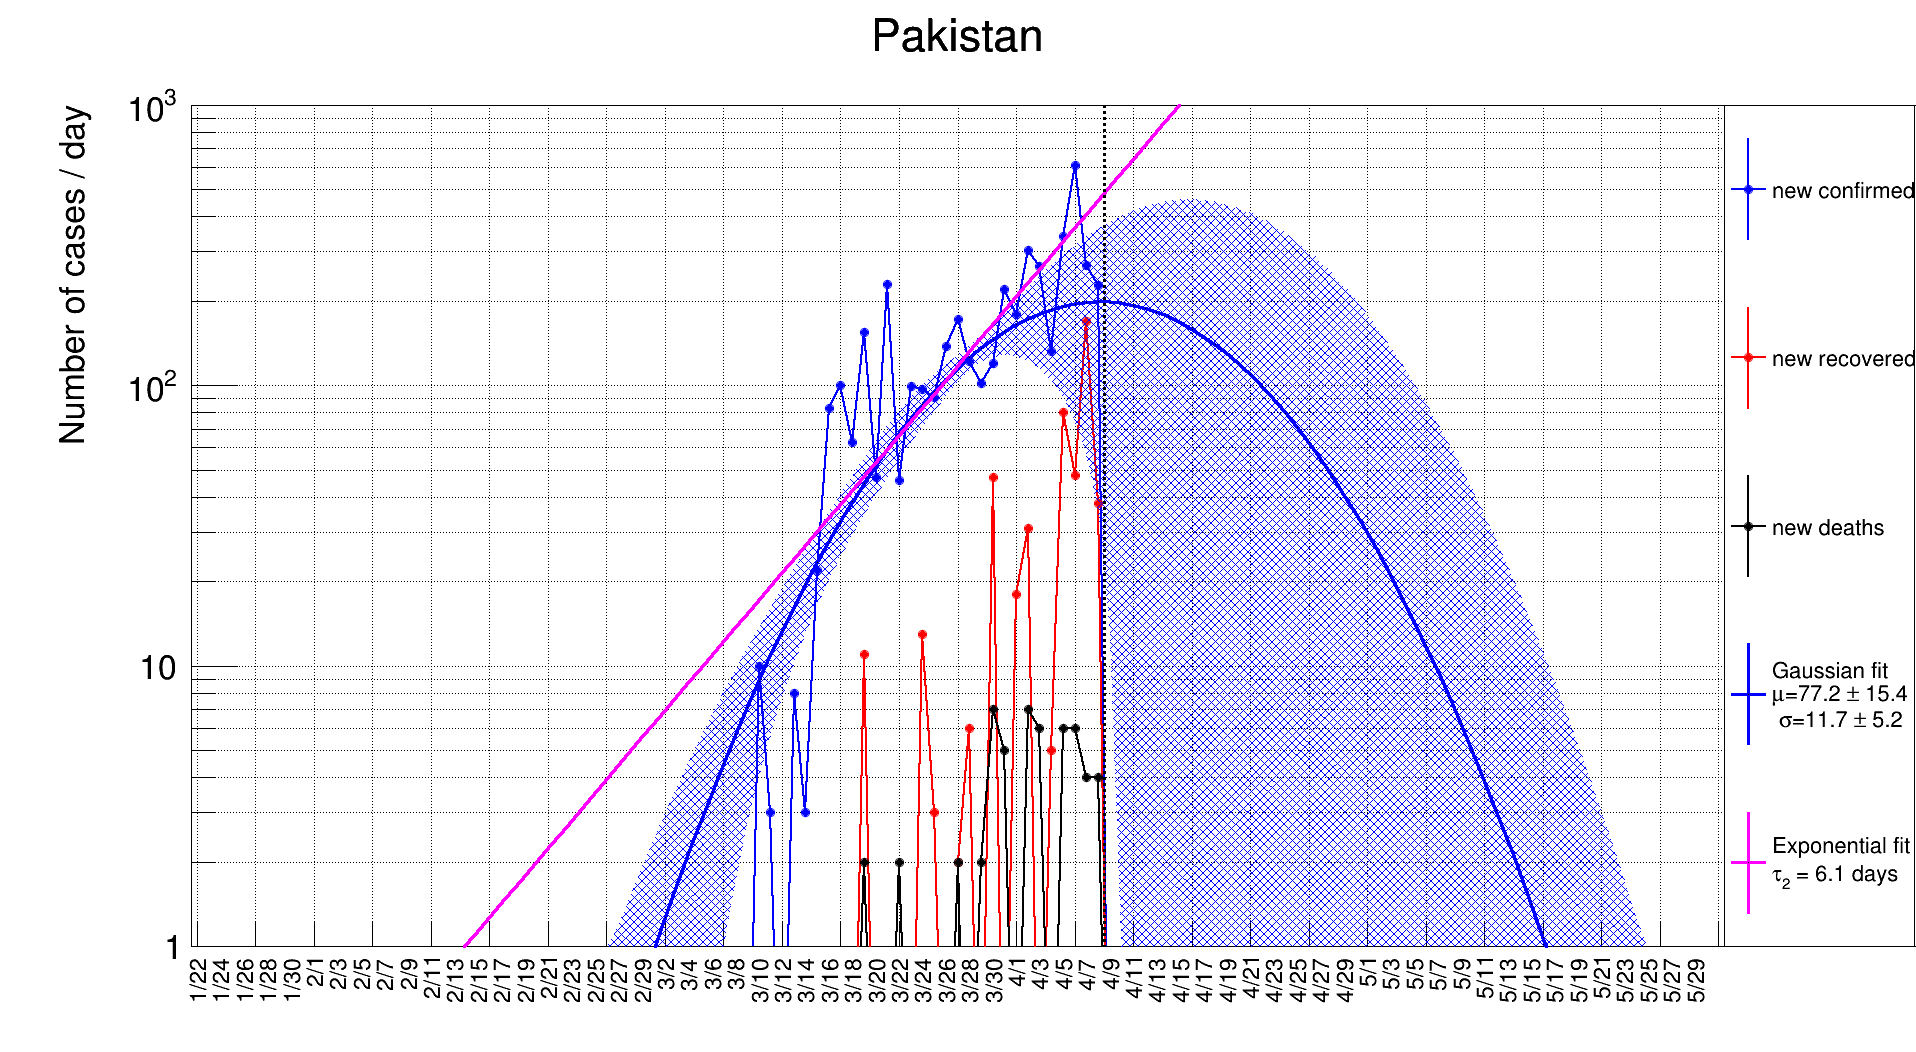 Pakistan
Number of cases / day
10³
10²
10
1
1/22 1/24 1/26 1/28 1/30 2/1 2/3 2/5 2/7 2/9 2/11 2/13 2/15 2/17 2/19 2/21 2/23 2/25 2/27 2/29 3/2 3/4 3/6 3/8 3/10 3/12 3/14 3/16 3/18 3/20 3/22 3/24 3/26 3/28 3/30 4/1 4/3 4/5 4/7 4/9 4/11 4/13 4/15 4/17 4/19 4/21 4/23 4/25 4/27 4/29 5/1 5/3 5/5 5/7 5/9 5/11 5/13 5/15 5/17 5/19 5/21 5/23 5/25 5/27 5/29
new confirmed
new recovered
new deaths
Gaussian fit
μ=77.2 ± 15.4
σ=11.7 ± 5.2
Exponential fit
τ₂ = 6.1 days